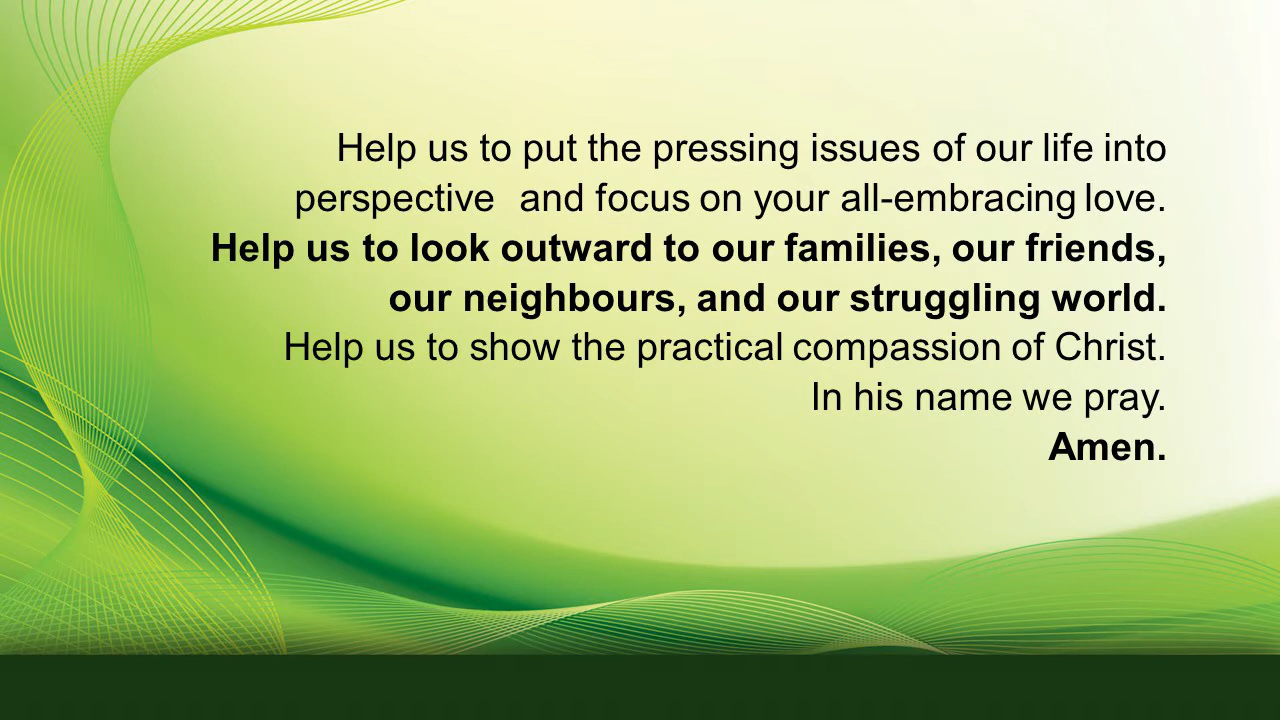 Help us to put the pressing issues of our life into
perspective  and focus on your all-embracing love.
Help us to look outward to our families, our friends,
our neighbours, and our struggling world.
Help us to show the practical compassion of Christ.
In his name we pray.
Amen.